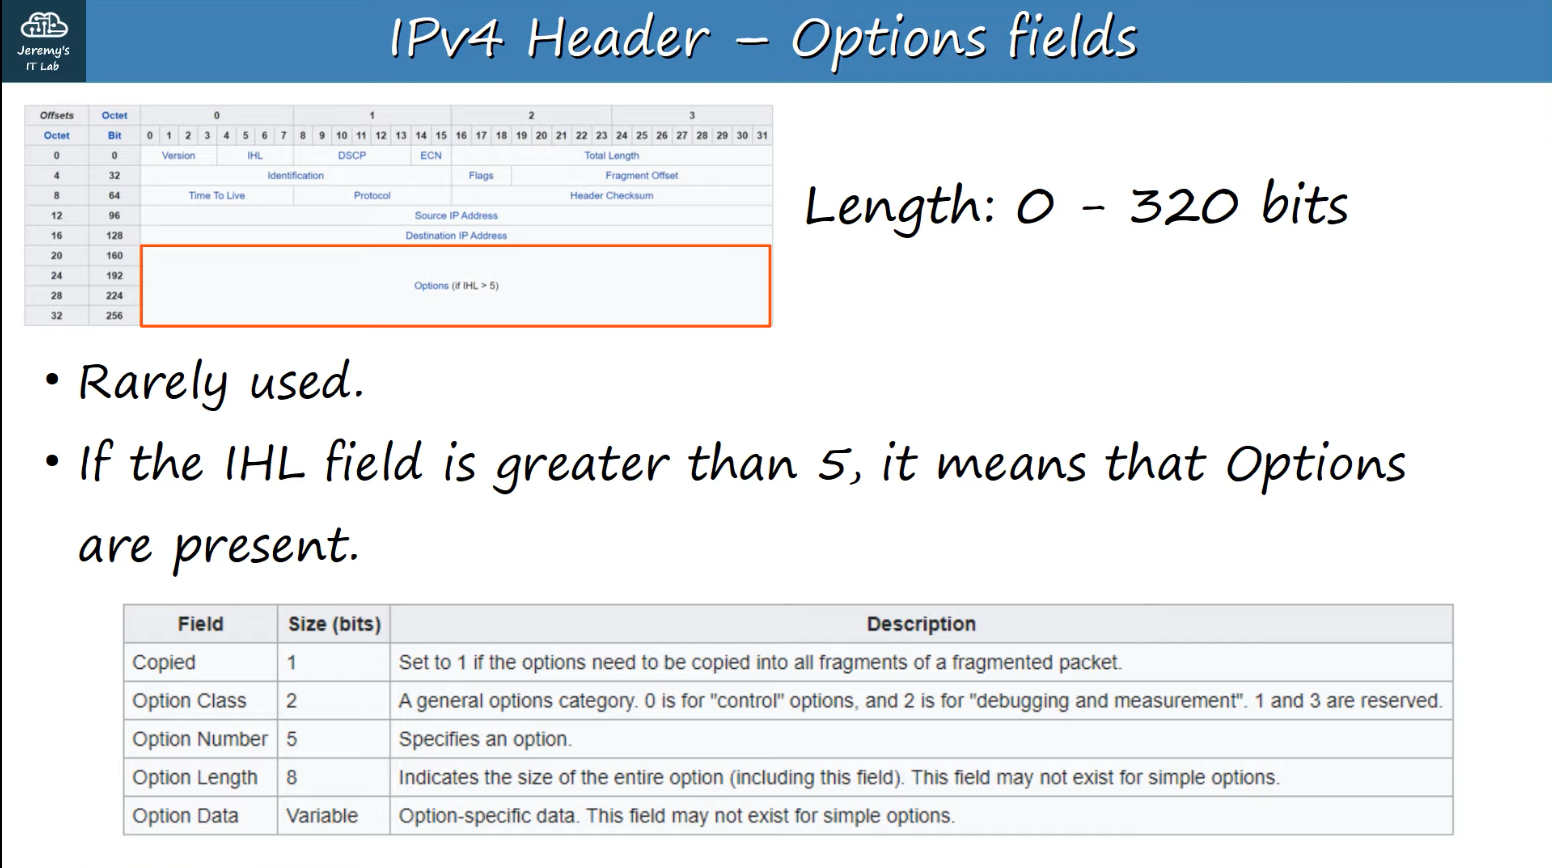 Jeremy's
IT Lab
IPv4 Header – Options fields
Offsets Octet 0 1 2 3
Octet Bit 0 1 2 3 4 5 6 7 8 9 10 11 12 13 14 15 16 17 18 19 20 21 22 23 24 25 26 27 28 29 30 31
0 0 Version IHL DSCP ECN Total Length
4 32 Identification Flags Fragment Offset
8 64 Time To Live Protocol Header Checksum
12 96 Source IP Address
16 128 Destination IP Address
20 160
24 192
Options (if IHL > 5)
28 224
32 256
Length: 0 - 320 bits
• Rarely used.
• If the IHL field is greater than 5, it means that Options
are present.
Field Size (bits) Description
Copied 1 Set to 1 if the options need to be copied into all fragments of a fragmented packet.
Option Class 2 A general options category. 0 is for "control" options, and 2 is for "debugging and measurement". 1 and 3 are reserved.
Option Number 5 Specifies an option.
Option Length 8 Indicates the size of the entire option (including this field). This field may not exist for simple options.
Option Data Variable Option-specific data. This field may not exist for simple options.